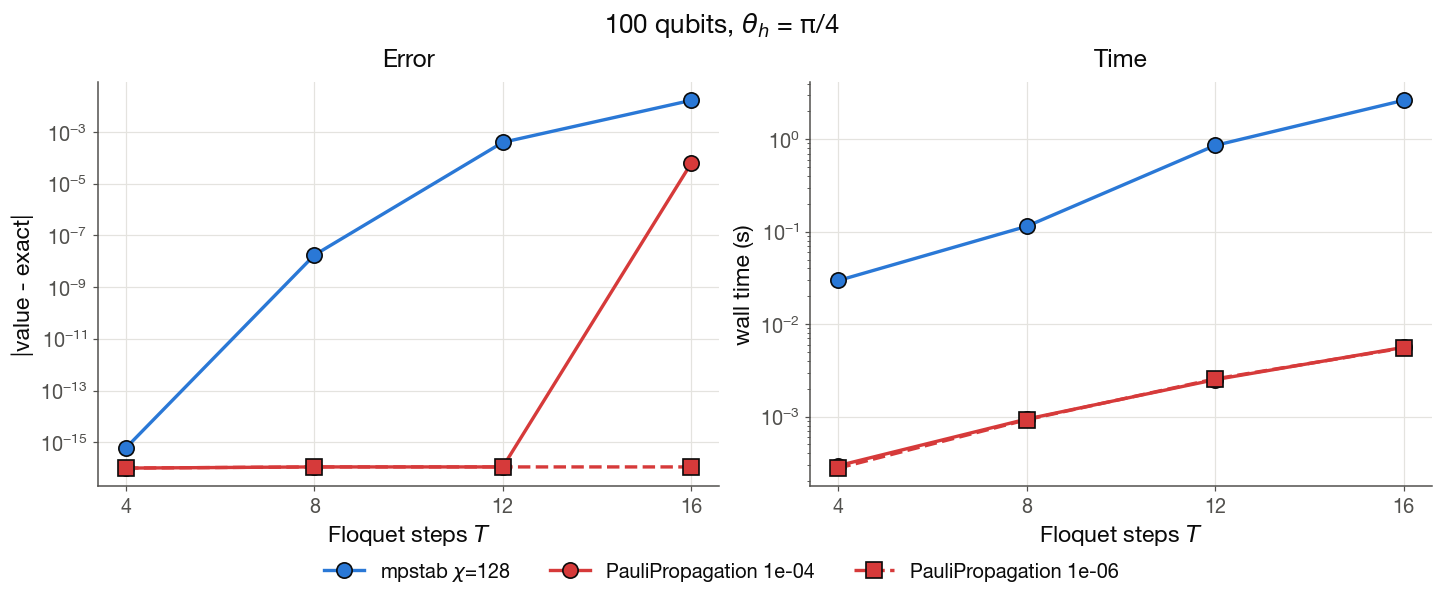 100 qubits, θₕ = π/4
Error
|value - exact|
10⁻³
10⁻⁵
10⁻⁷
10⁻⁹
10⁻¹¹
10⁻¹³
10⁻¹⁵
4 8 12 16
Floquet steps T
Time
wall time (s)
10⁰
10⁻¹
10⁻²
10⁻³
4 8 12 16
Floquet steps T
mpstab χ=128 PauliPropagation 1e-04 PauliPropagation 1e-06